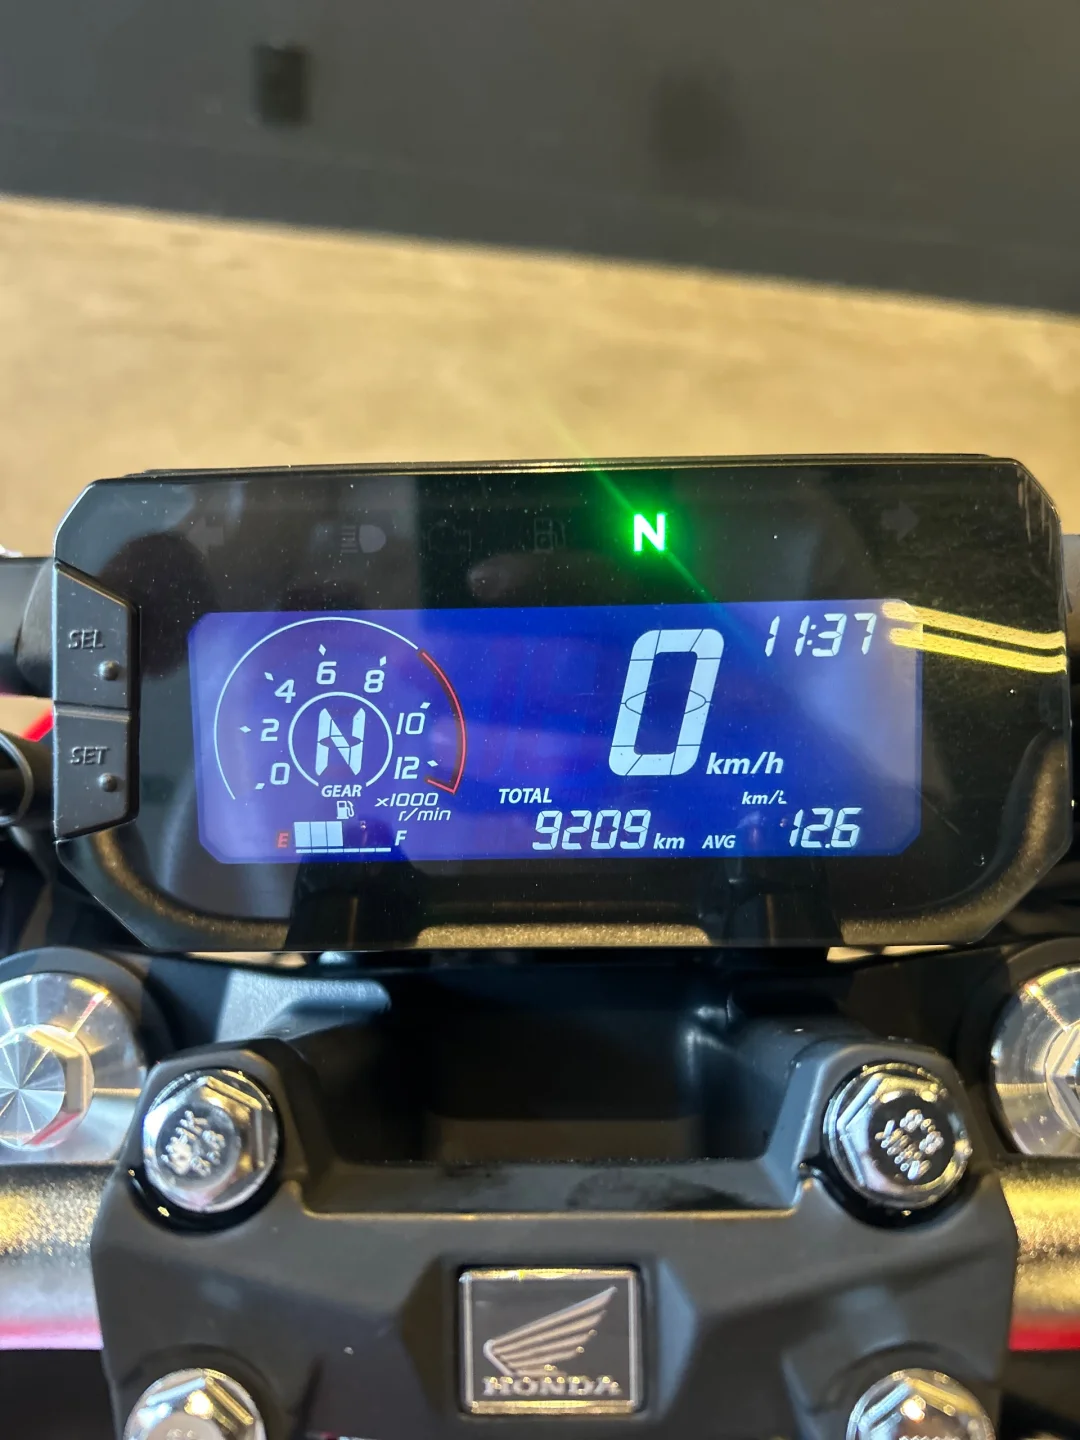 N
SEL
SET
11:37
0 km/h
0 2 4 6 8 10 12
N
GEAR
x1000 r/min
E F
TOTAL
9209 km
km/L
AVG 12.6
HONDA